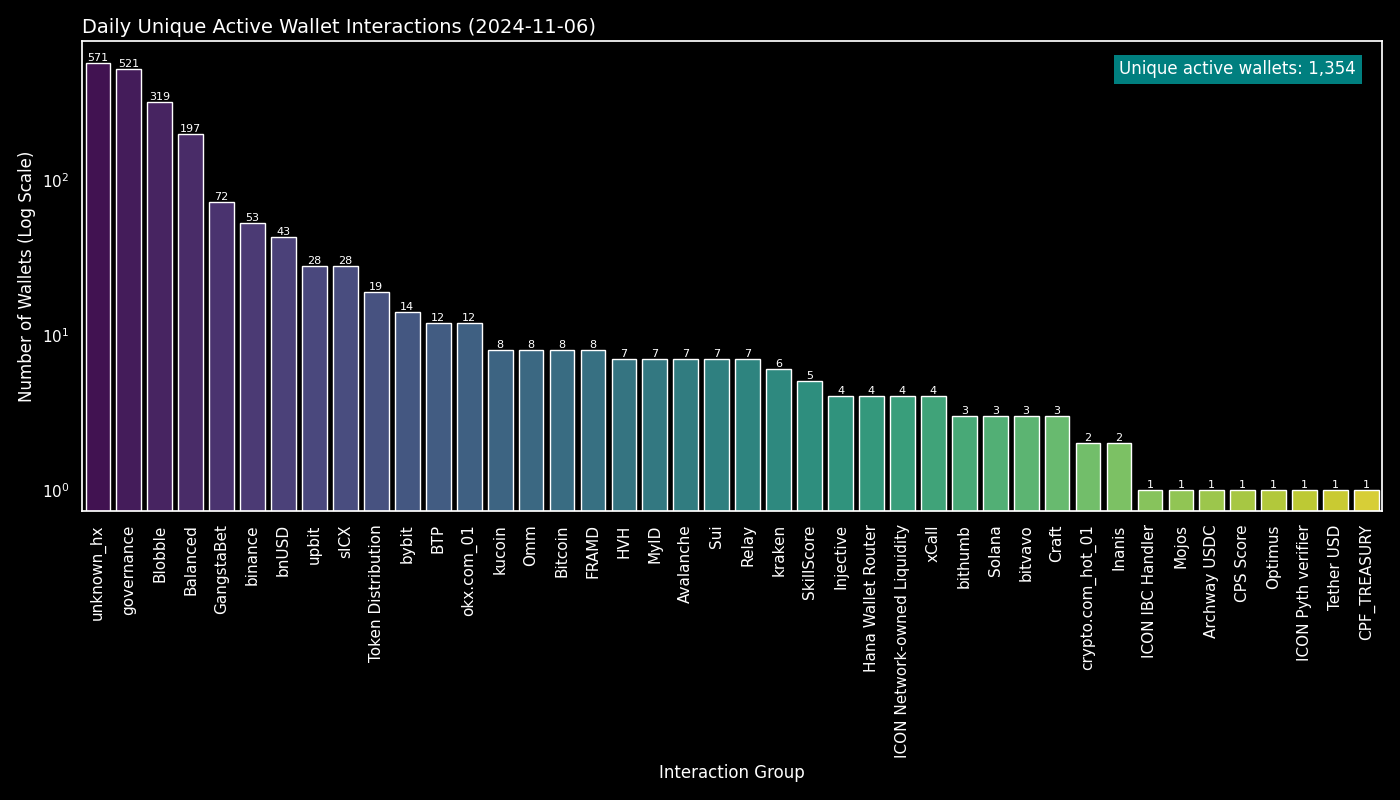 Daily Unique Active Wallet Interactions (2024-11-06)
Unique active wallets: 1,354
Number of Wallets (Log Scale)
10²
10¹
10⁰
571
521
319
197
72
53
43
28
28
19
14
12
12
8
8
8
8
7
7
7
7
7
6
5
4
4
4
4
3
3
3
3
2
2
1
1
1
1
1
1
1
1
unknown_hx
governance
Blobble
Balanced
GangstaBet
binance
bnUSD
upbit
sICX
Token Distribution
bybit
BTP
okx.com_01
kucoin
Omm
Bitcoin
FRAMD
HVH
MyID
Avalanche
Sui
Relay
kraken
SkillScore
Injective
Hana Wallet Router
ICON Network-owned Liquidity
xCall
bithumb
Solana
bitvavo
Craft
crypto.com_hot_01
Inanis
ICON IBC Handler
Mojos
Archway USDC
CPS Score
Optimus
ICON Pyth verifier
Tether USD
CPF_TREASURY
Interaction Group